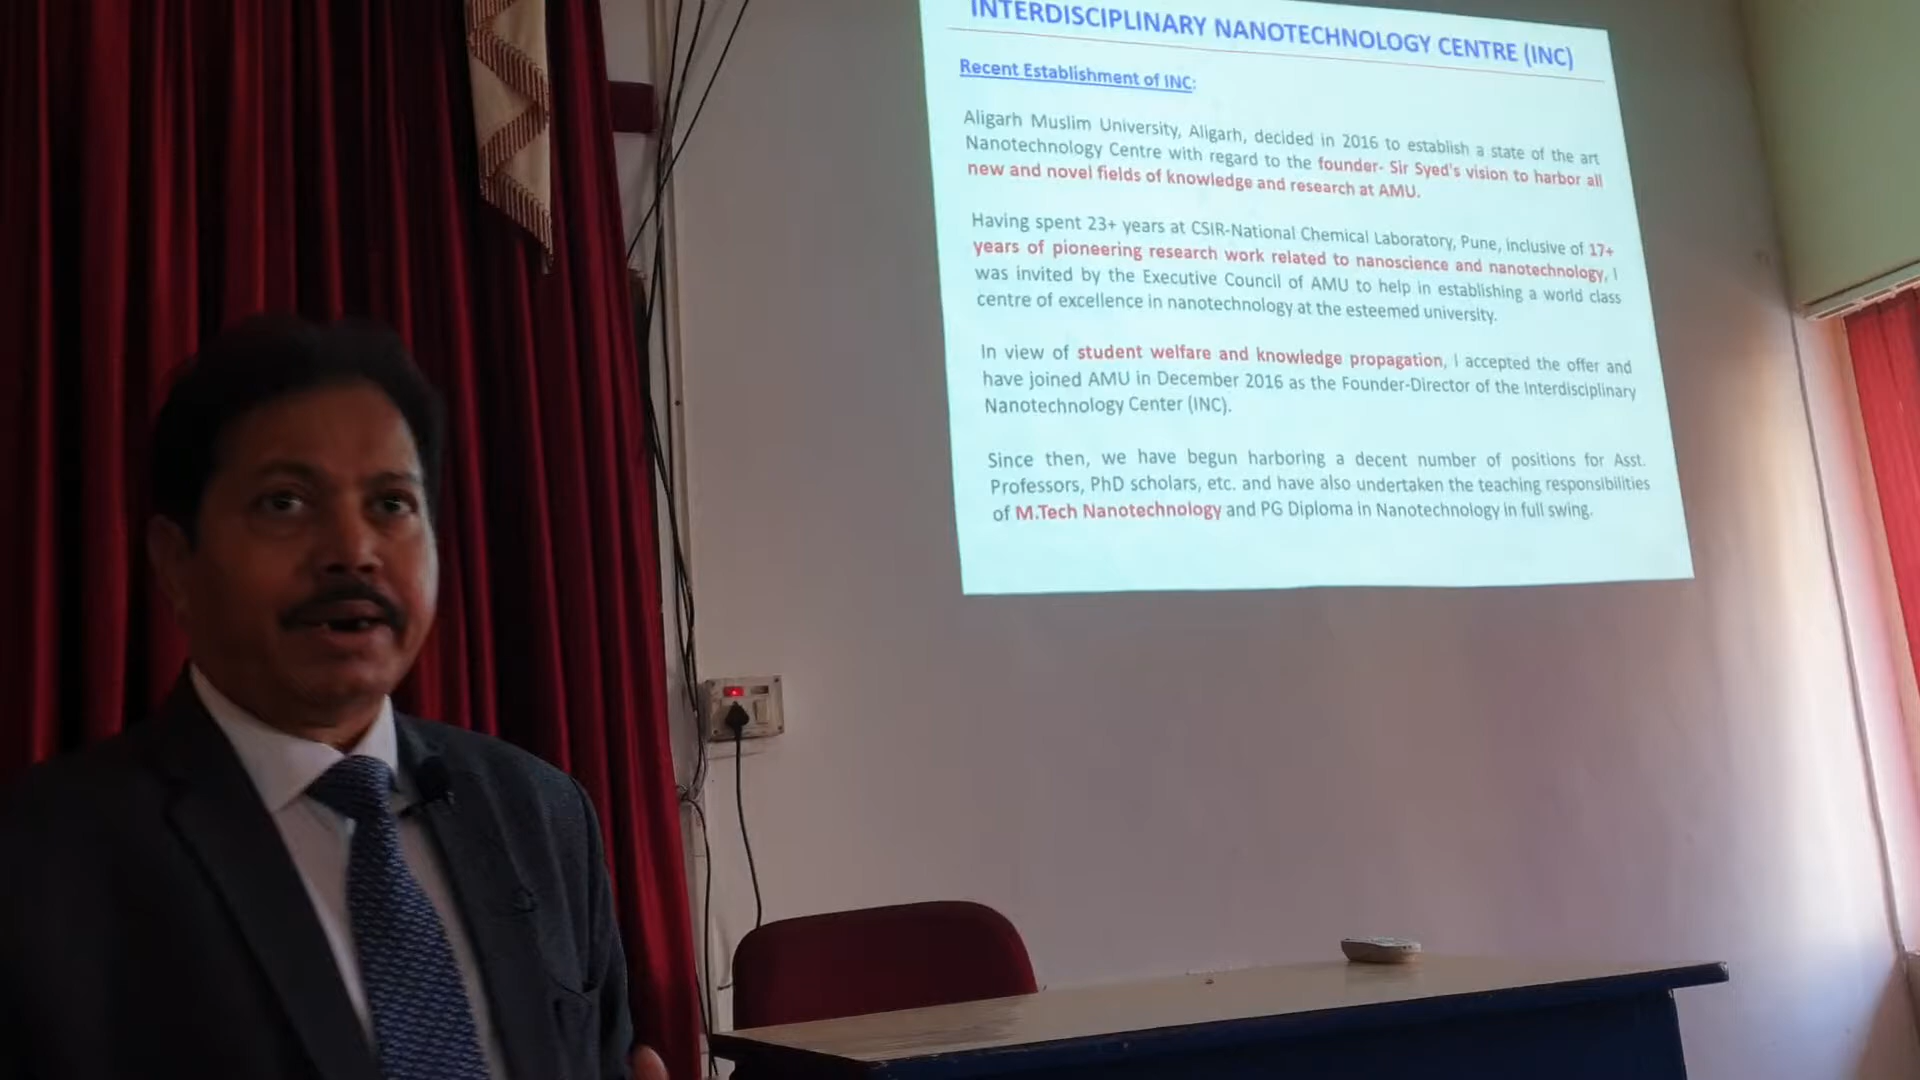 INTERDISCIPLINARY NANOTECHNOLOGY CENTRE (INC)
Recent Establishment of INC:
Aligarh Muslim University, Aligarh, decided in 2016 to establish a state of the art
Nanotechnology Centre with regard to the founder- Sir Syed's vision to harbor all
new and novel fields of knowledge and research at AMU.
Having spent 23+ years at CSIR-National Chemical Laboratory, Pune, inclusive of 17+
years of pioneering research work related to nanoscience and nanotechnology, I
was invited by the Executive Council of AMU to help in establishing a world class
centre of excellence in nanotechnology at the esteemed university.
In view of student welfare and knowledge propagation, I accepted the offer and
have joined AMU in December 2016 as the Founder-Director of the Interdisciplinary
Nanotechnology Center (INC).
Since then, we have begun harboring a decent number of positions for Asst.
Professors, PhD scholars, etc. and have also undertaken the teaching responsibilities
of M.Tech Nanotechnology and PG Diploma in Nanotechnology in full swing.